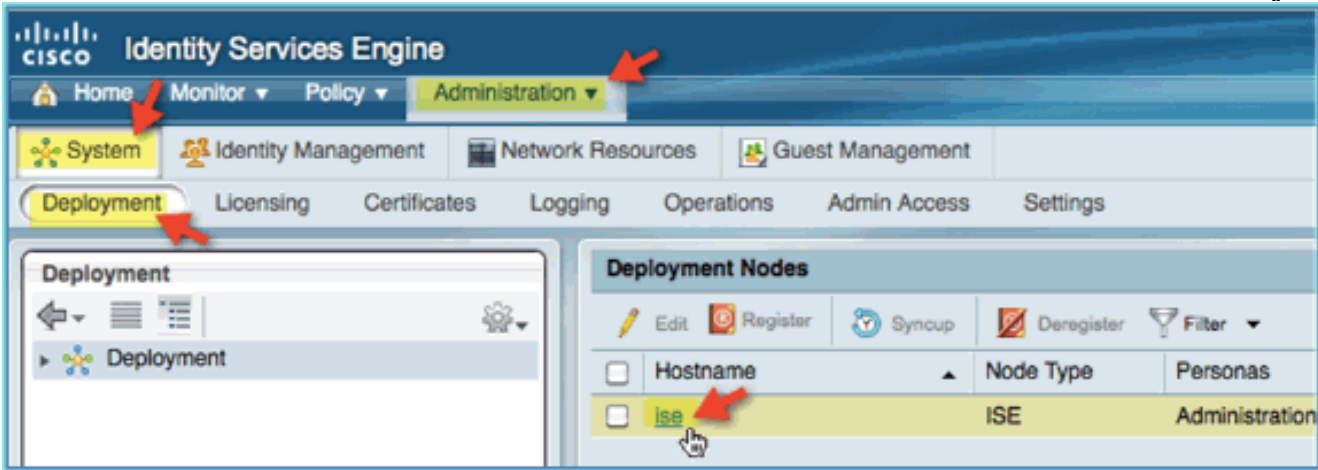 CISCO Identity Services Engine
Home Monitor Policy Administration
System Identity Management Network Resources Guest Management
Deployment Licensing Certificates Logging Operations Admin Access Settings
Deployment
Deployment
Deployment Nodes
Edit Register Syncup Deregister Filter
Hostname Node Type Personas
ise ISE Administration